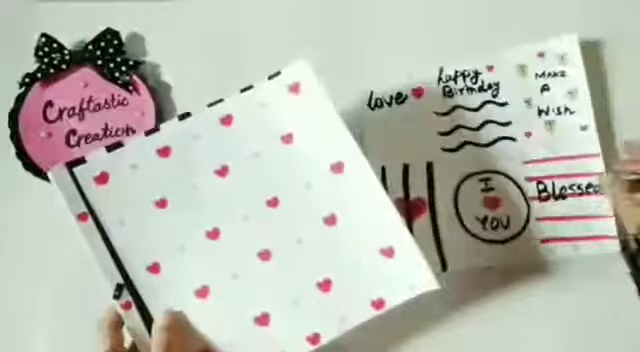 Craftastic
Creation
love
happy
Birthday
MAKE
A
Wish
I
YOU
Blessed